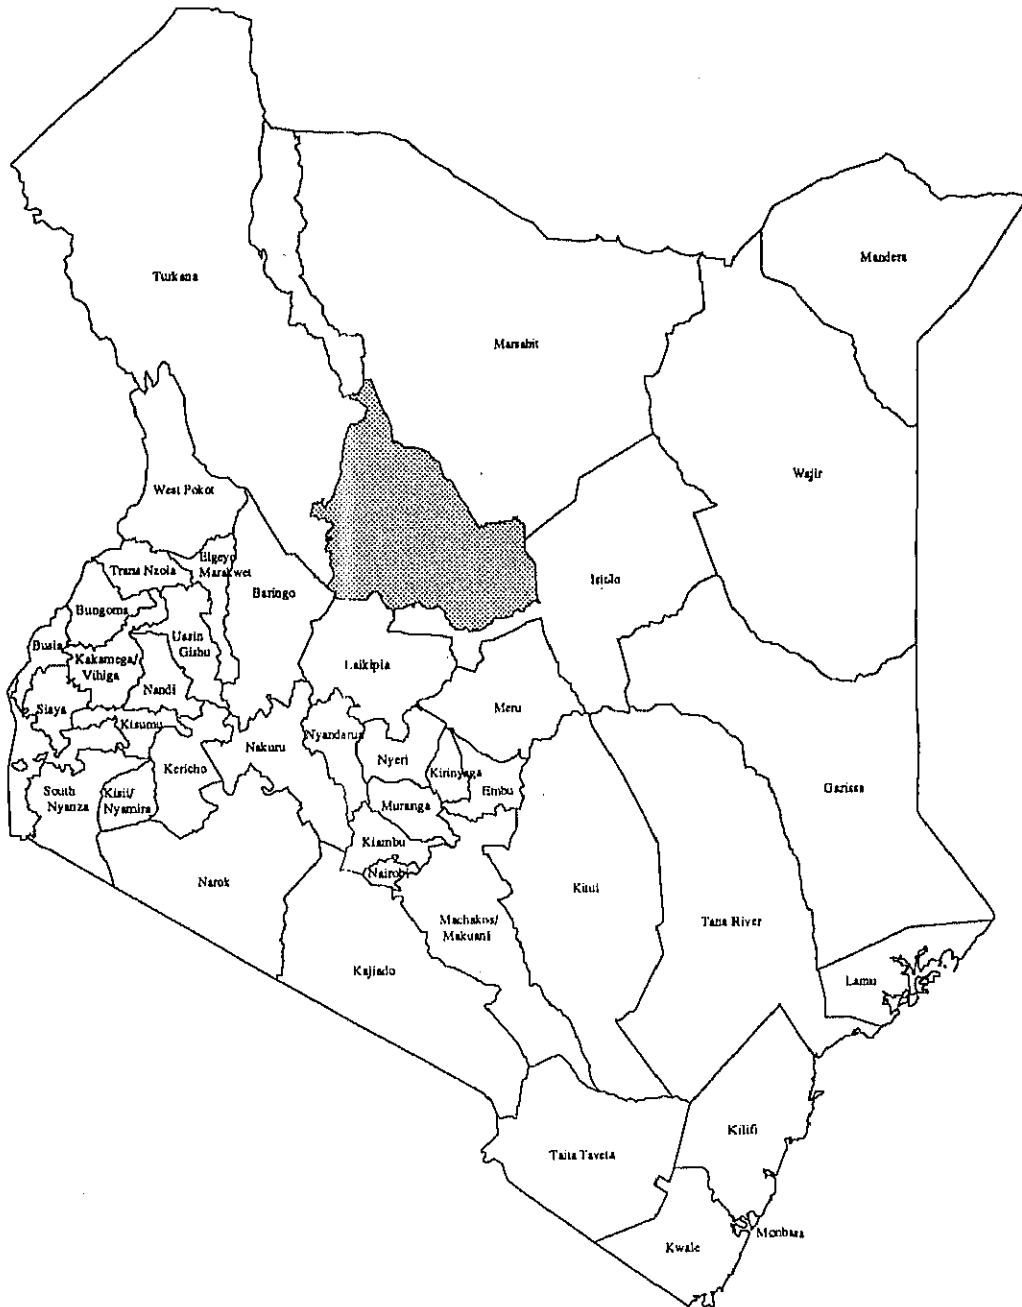 Mandera
Turkana
Marsabit
Wajir
West Pokot
Elgeyo
Marakwet
Trans Nzoia
Isiolo
Baringo
Bungoma
Uasin
Gishu
Busia
Kakamega/
Vihiga
Laikipia
Nandi
Siaya
Meru
Kisumu
Nyandarua
Nakuru
Nyeri
Kericho
Kirinyaga
Embu
Garissa
South
Nyanza
Kisii/
Nyamira
Muranga
Kiambu
Nairobi
Narok
Kitui
Machakos/
Makuani
Tana River
Kajiado
Lamu
Kilifi
Taita Taveta
Mombasa
Kwale